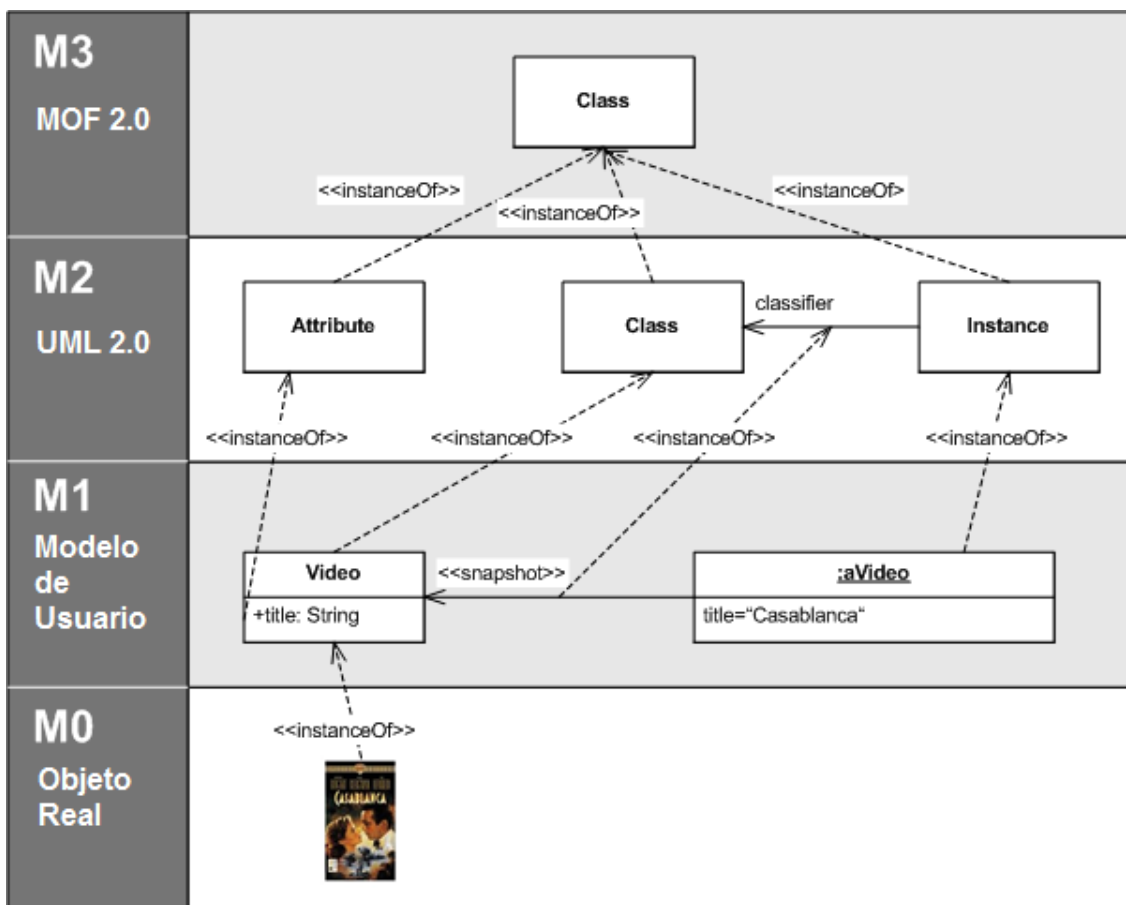 M3
MOF 2.0
Class
<<instanceOf>>
<<instanceOf>>
<<instanceOf>
M2
UML 2.0
Attribute
Class
classifier
Instance
<<instanceOf>>
<<instanceOf>>
<<instanceOf>>
<<instanceOf>>
M1
Modelo
de
Usuario
Video
+title: String
<<snapshot>>
:aVideo
title=“Casablanca“
M0
Objeto
Real
<<instanceOf>>
CASABLANCA